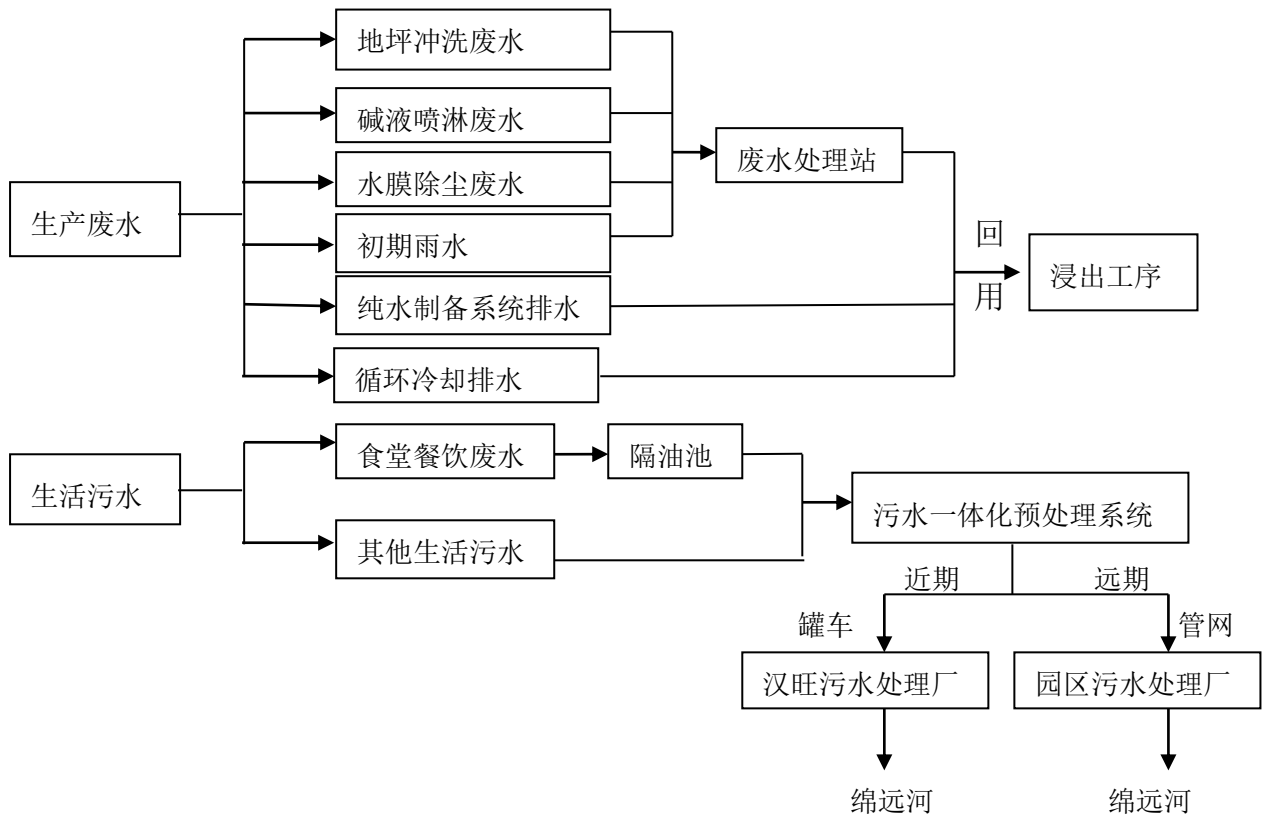 地坪冲洗废水
碱液喷淋废水
废水处理站
水膜除尘废水
生产废水
初期雨水
回
用
浸出工序
纯水制备系统排水
循环冷却排水
食堂餐饮废水
隔油池
生活污水
污水一体化预处理系统
其他生活污水
近期
远期
罐车
管网
汉旺污水处理厂
园区污水处理厂
绵远河
绵远河